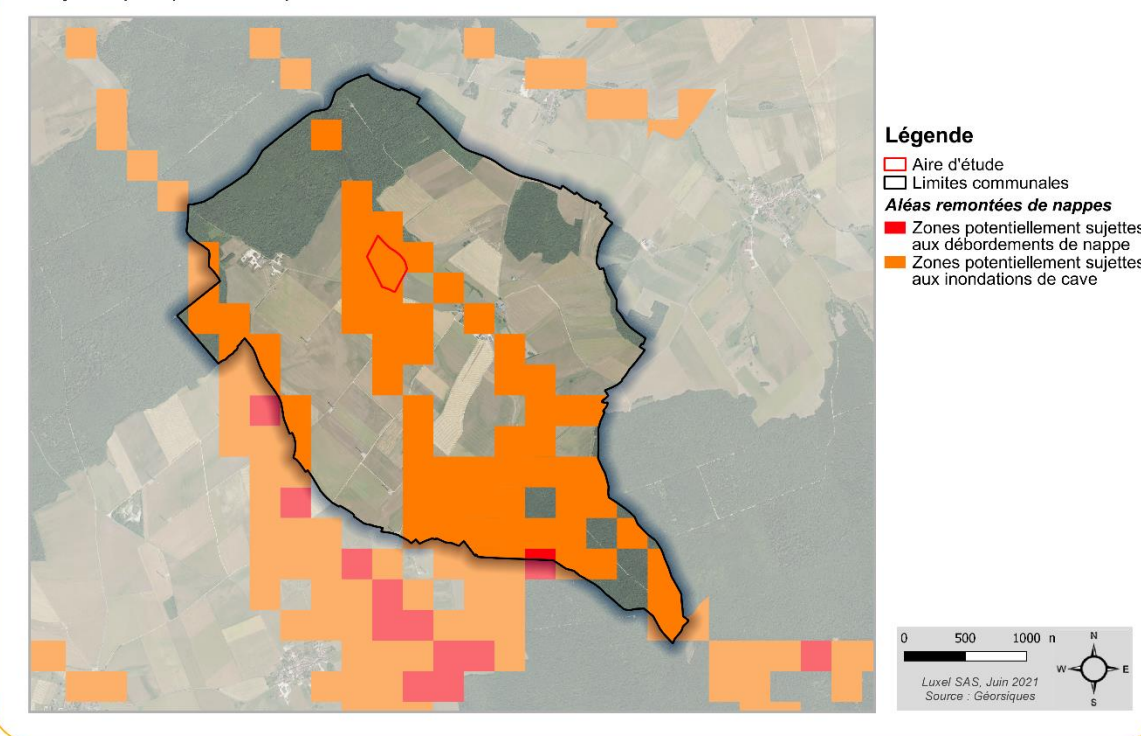 Légende
Aire d'étude
Limites communales
Aléas remontées de nappes
Zones potentiellement sujettes
aux débordements de nappe
Zones potentiellement sujettes
aux inondations de cave
0 500 1000 n
N
W E
S
Luxel SAS, Juin 2021
Source : Géorsiques